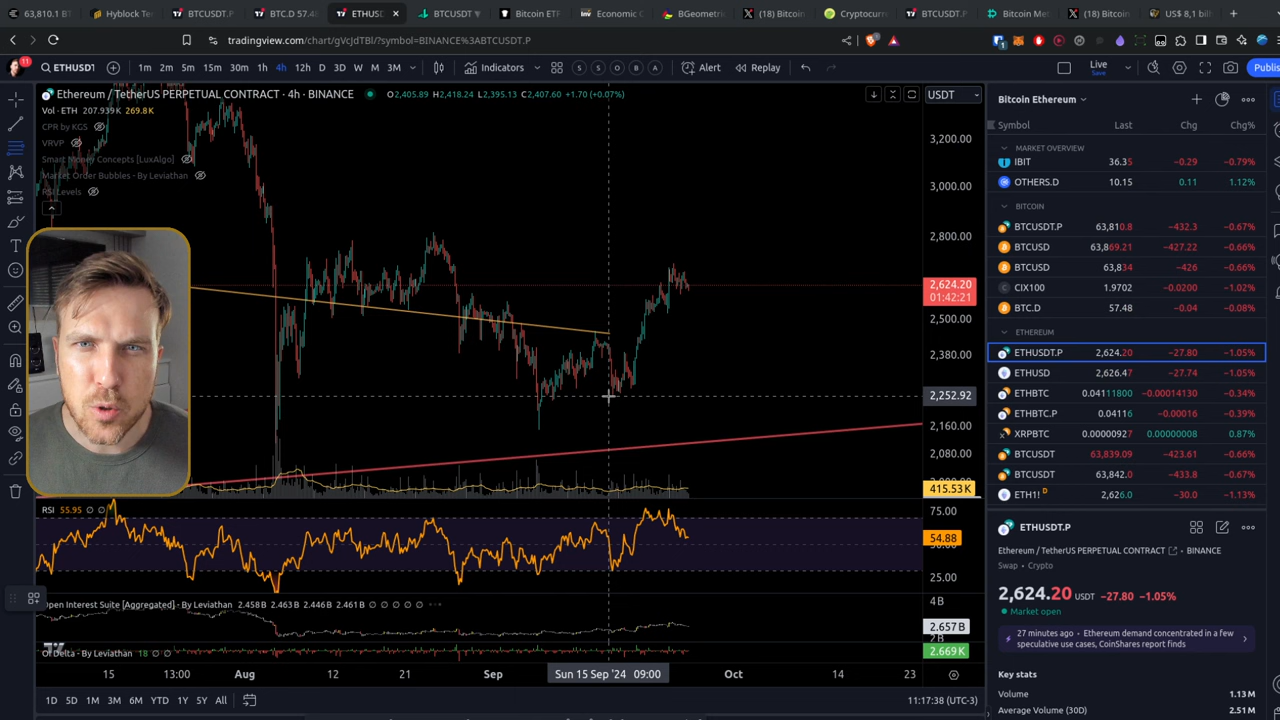 63,810.1 BT
Hyblock Ter
BTCUSDT.P
BTC.D 57.48
ETHUSD
BTCUSDT
Bitcoin ETF
Economic C
BGeometric
(18) Bitcoin
Cryptocurr
BTCUSDT.P
Bitcoin Me
(18) Bitcoin
US$ 8,1 bil
tradingview.com/chart/gVcJdTBl/?symbol=BINANCE%3ABTCUSDT.P
11
ETHUSDT
1m 2m 5m 15m 30m 1h 4h 12h D 3D W M 3M
Indicators
S S O B A
Alert
Replay
Live
Save
Publis
Ethereum / TetherUS PERPETUAL CONTRACT · 4h · BINANCE
O2,405.89 H2,418.24 L2,395.13 C2,407.60 +1.70 (+0.07%)
USDT
Vol · ETH 207.939K 269.8K
CPR by KGS
VRVP
Smart Money Concepts [LuxAlgo]
Market Order Bubbles - By Leviathan
RSI Levels
3,200.00
3,000.00
2,800.00
2,624.20
01:42:21
2,500.00
2,380.00
2,252.92
2,160.00
2,080.00
415.53K
RSI 55.95
75.00
54.88
25.00
Open Interest Suite [Aggregated] - By Leviathan 2.458B 2.463B 2.446B 2.461B
4B
2.657B
2B
OI Delta - By Leviathan 18
2.669K
15 13:00 Aug 12 21 Sep Sun 15 Sep '24 09:00 Oct 14 23
1D 5D 1M 3M 6M YTD 1Y 5Y All
11:17:38 (UTC-3)
Bitcoin Ethereum
Symbol Last Chg Chg%
MARKET OVERVIEW
IBIT 36.35 −0.29 −0.79%
OTHERS.D 10.15 0.11 1.12%
BITCOIN
BTCUSDT.P 63,810.8 −432.3 −0.67%
BTCUSD 63,869.21 −427.22 −0.66%
BTCUSD 63,834 −426 −0.66%
CIX100 1.9702 −0.0200 −1.02%
BTC.D 57.48 −0.04 −0.08%
ETHEREUM
ETHUSDT.P 2,624.20 −27.80 −1.05%
ETHUSD 2,626.47 −27.74 −1.05%
ETHBTC 0.04111800 −0.00014130 −0.34%
ETHBTC.P 0.04116 −0.00016 −0.39%
XRPBTC 0.00000927 0.00000008 0.87%
BTCUSDT 63,839.09 −423.61 −0.66%
BTCUSDT 63,842.0 −433.8 −0.67%
ETH1! D 2,626.0 −30.0 −1.13%
ETHUSDT.P
Ethereum / TetherUS PERPETUAL CONTRACT · BINANCE
Swap · Crypto
2,624.20 USDT −27.80 −1.05%
Market open
27 minutes ago · Ethereum demand concentrated in a few
speculative use cases, CoinShares report finds
Key stats
Volume 1.13 M
Average Volume (30D) 2.51 M